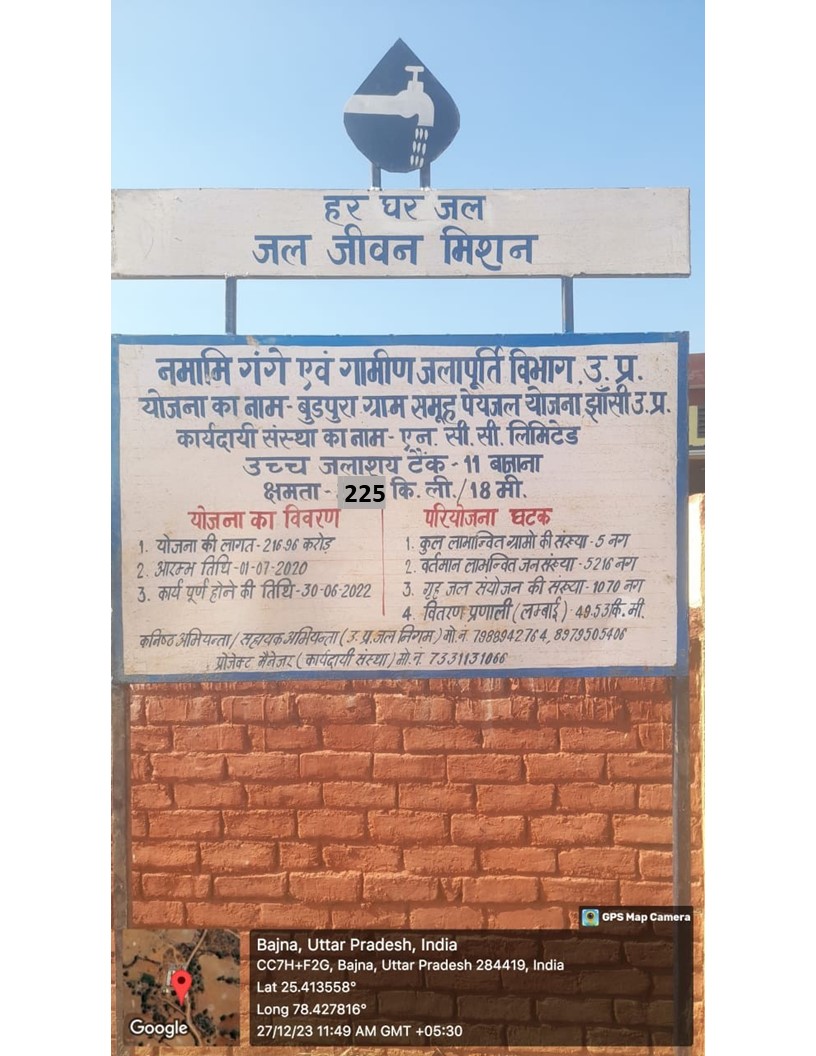 हर घर जल
जल जीवन मिशन
नमामि गंगे एवं गामीण जलापूर्ति विभाग, उ. प्र.
योजना का नाम- बुडपुरा ग्राम समूह पेयजल योजना झाँसी उ.प्र.
कार्यदायी संस्था का नाम- एन. सी. सी. लिमिटेड
उच्च जलाशय टैंक - 11 बाजाना
क्षमता - 225 कि. ली./18 मी.
योजना का विवरण
1. योजना की लागत-216.96 करोड़
2. आरम्भ तिथि-01-07-2020
3. कार्य पूर्ण होने की तिथि-30-06-2022
परियोजना घटक
1. कुल लाभान्वित ग्रामो की संख्या-5 नग
2. वर्तमान लाभन्वित जन संख्या-5216 नग
3. गृह जल संयोजन की संख्या-1070 नग
4. वितरण प्रणाली (लम्बाई)- 49.53कि. मी.
कनिष्ठ अभियन्ता/सहायक अभियन्ता (उ.प्र.जल निगम) मो.न. 7988942764, 8979505406
प्रोजेक्ट मैनेजर (कार्यदायी संस्था) मो.न. 7331131066
GPS Map Camera
Bajna, Uttar Pradesh, India
CC7H+F2G, Bajna, Uttar Pradesh 284419, India
Lat 25.413558°
Long 78.427816°
27/12/23 11:49 AM GMT +05:30
Google